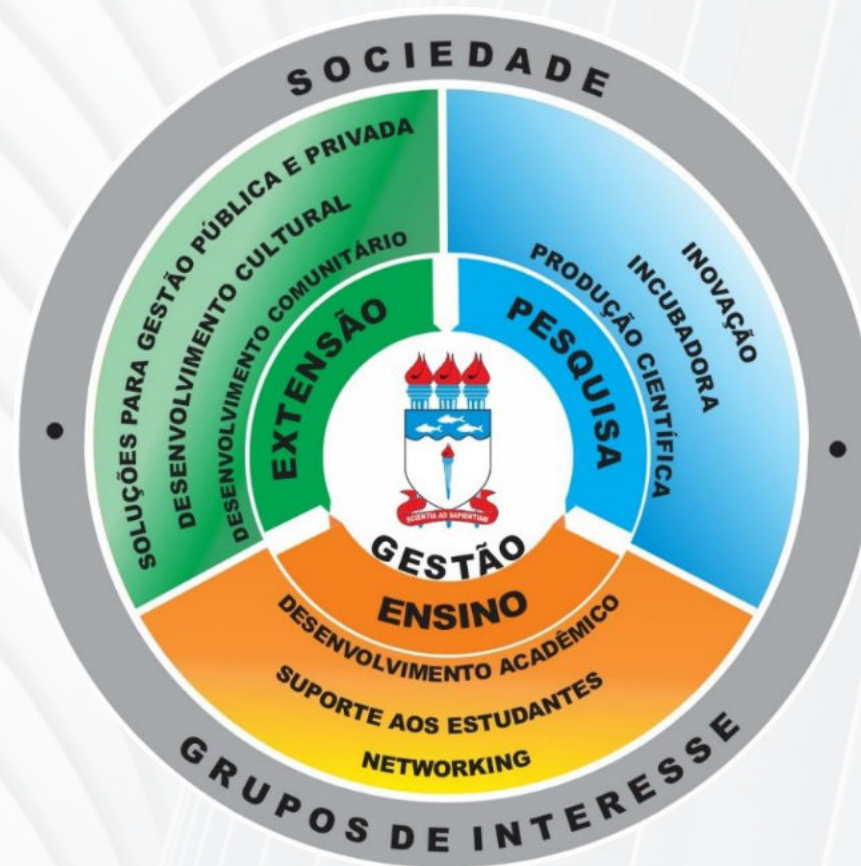 SOCIEDADE
SOLUÇÕES PARA GESTÃO PÚBLICA E PRIVADA
DESENVOLVIMENTO CULTURAL
DESENVOLVIMENTO COMUNITÁRIO
EXTENSÃO
PESQUISA
PRODUÇÃO CIENTÍFICA
INCUBADORA
INOVAÇÃO
SCIENTIA AD SAPIENTIAM
GESTÃO
ENSINO
DESENVOLVIMENTO ACADÊMICO
SUPORTE AOS ESTUDANTES
NETWORKING
GRUPOS DE INTERESSE